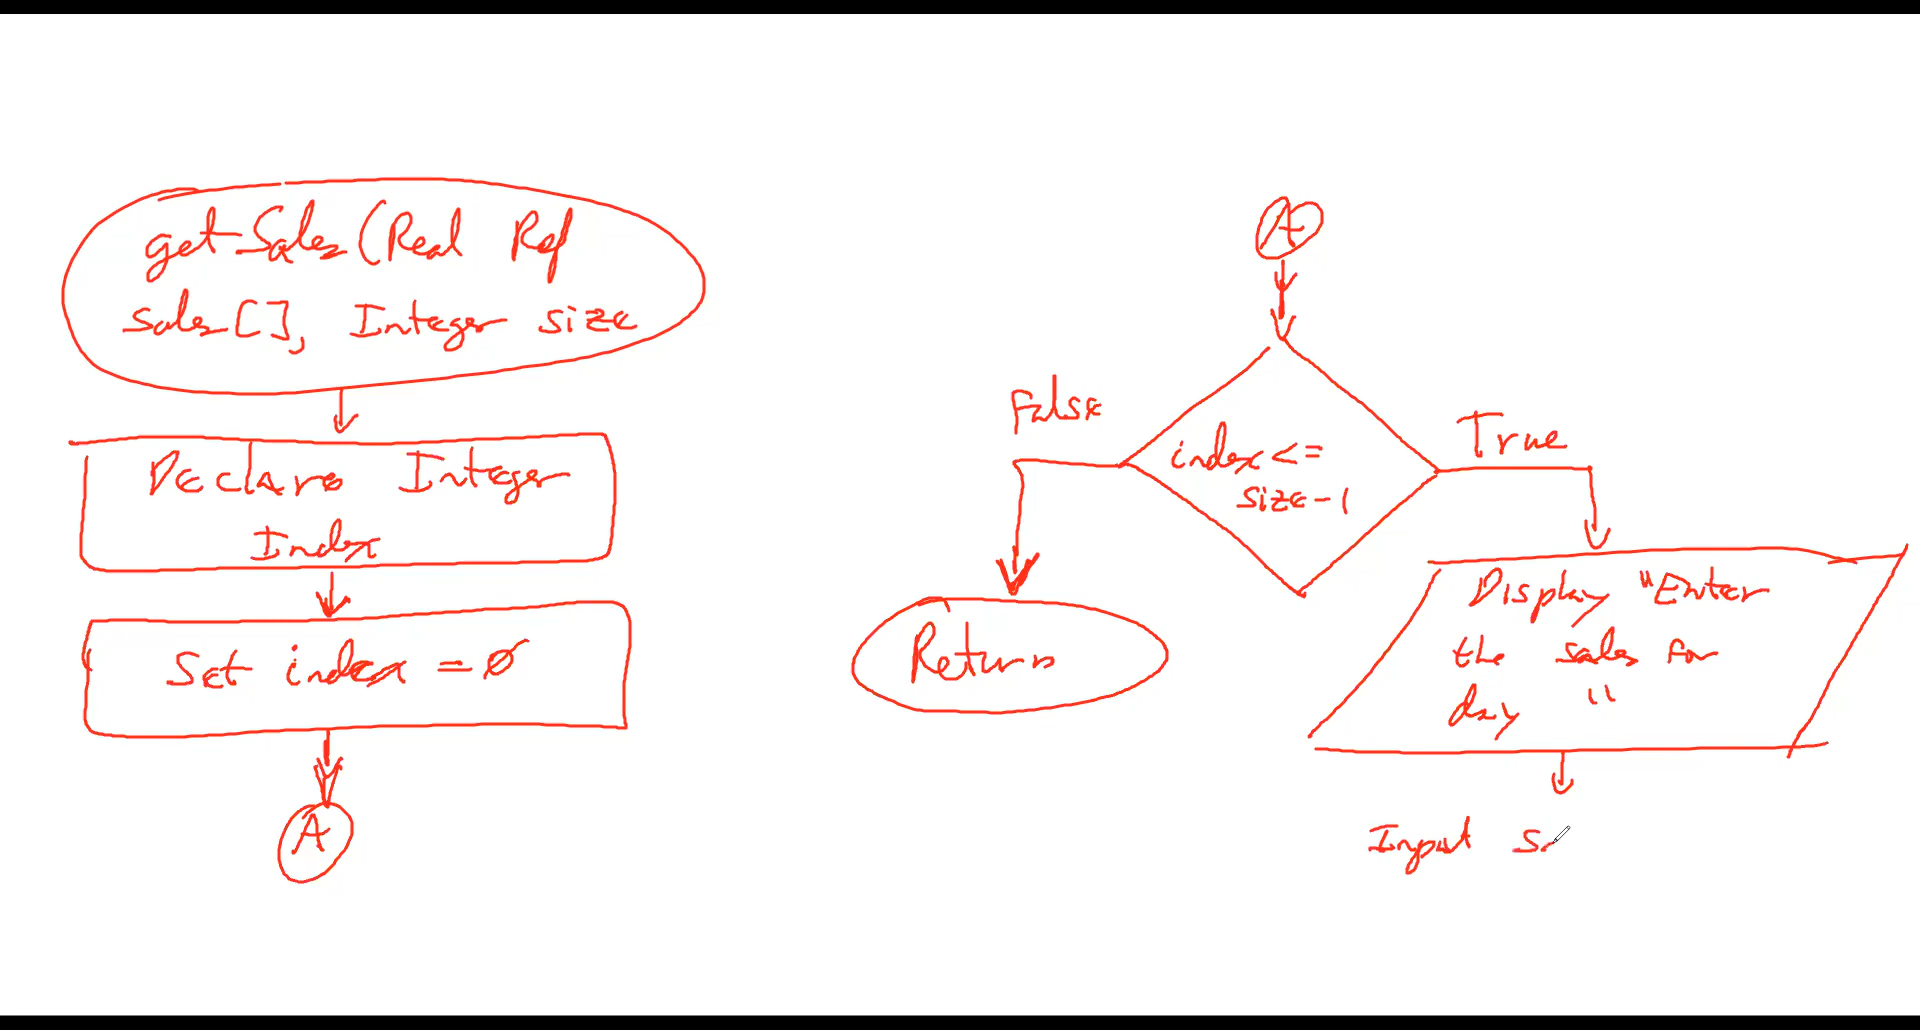 getSales(Real Ref
sales[], Integer size
Declare Integer
Index
Set index = 0
A
A
False
True
index <=
size-1
Return
Display "Enter
the sales for
day "
Input